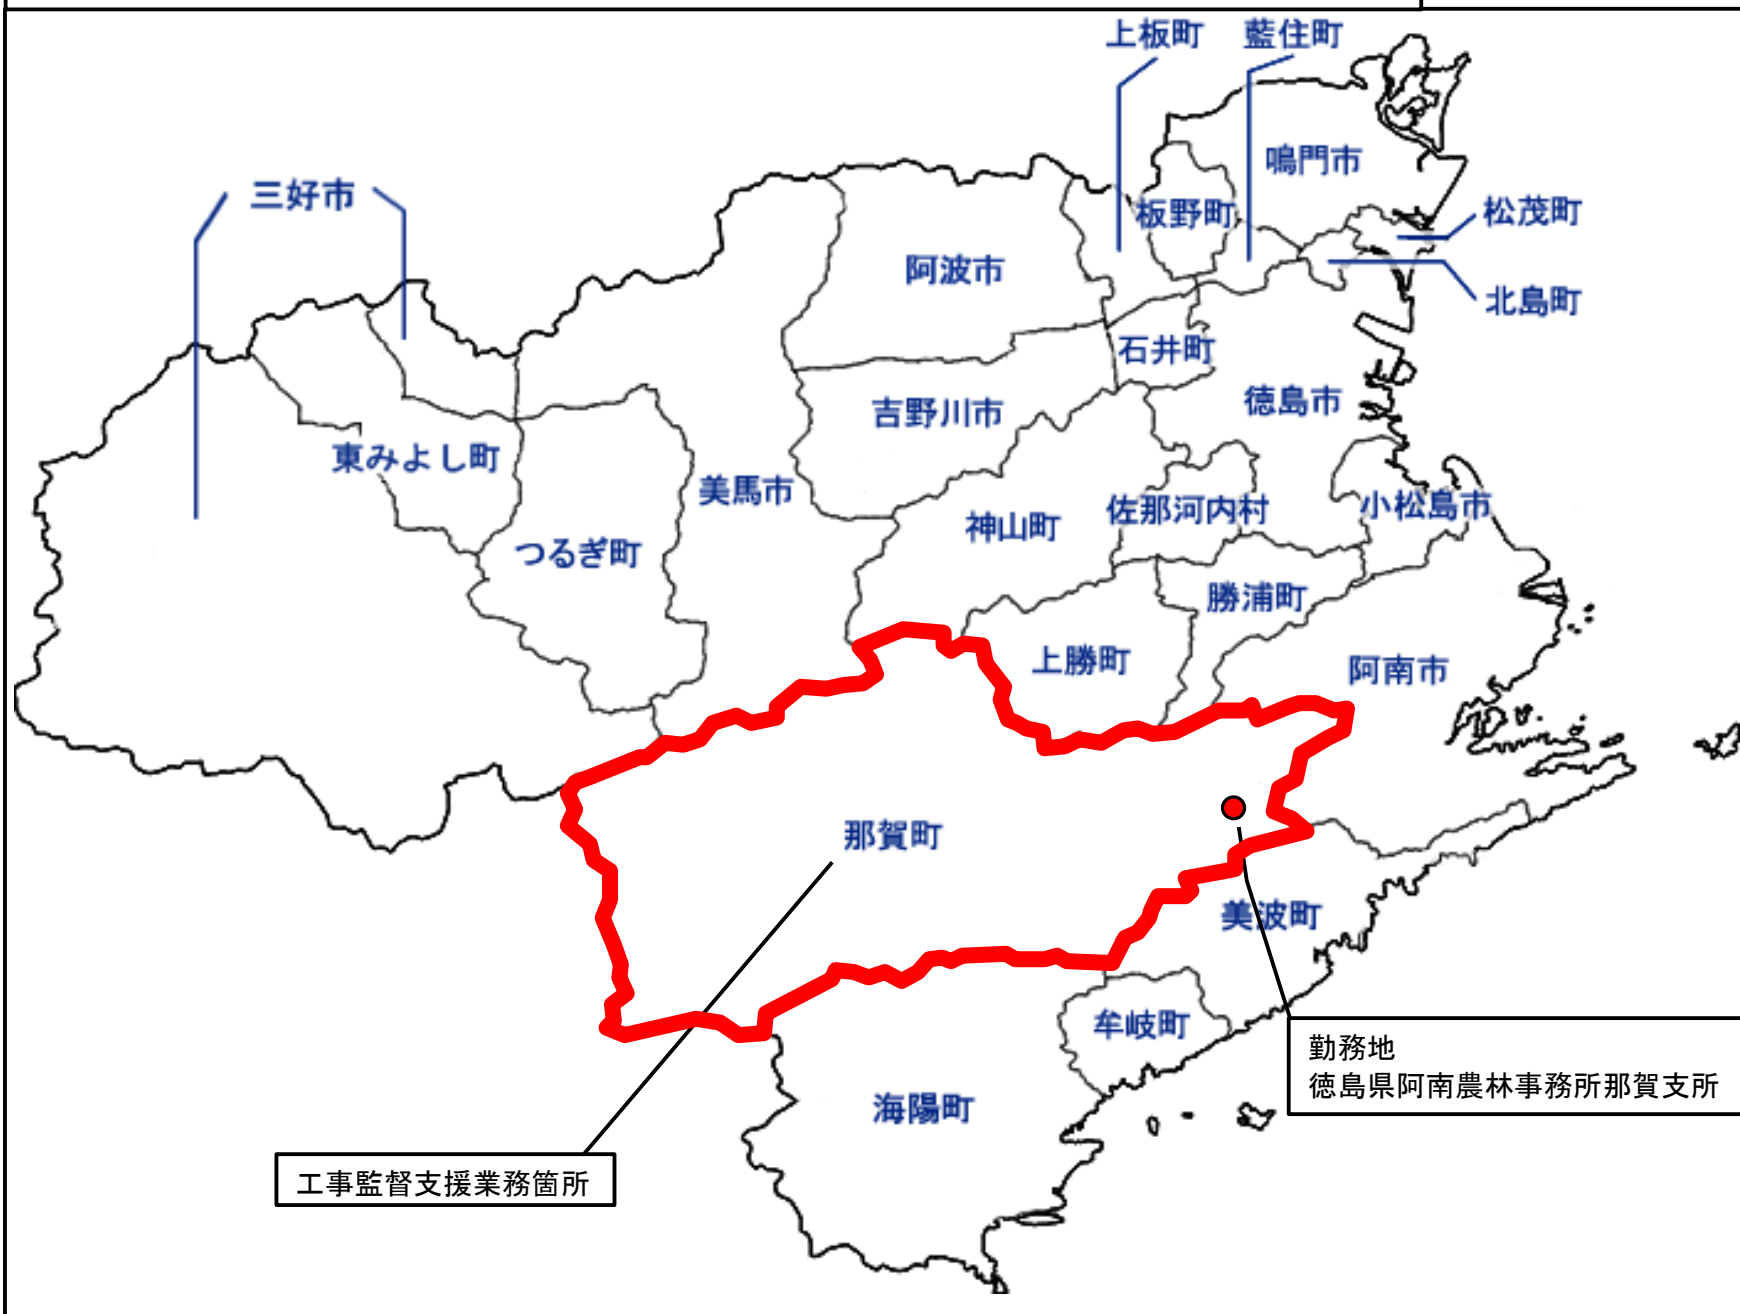 上板町
藍住町
鳴門市
三好市
板野町
松茂町
阿波市
北島町
石井町
徳島市
吉野川市
東みよし町
美馬市
佐那河内村
小松島市
神山町
つるぎ町
勝浦町
上勝町
阿南市
那賀町
美波町
牟岐町
勤務地
徳島県阿南農林事務所那賀支所
海陽町
工事監督支援業務箇所